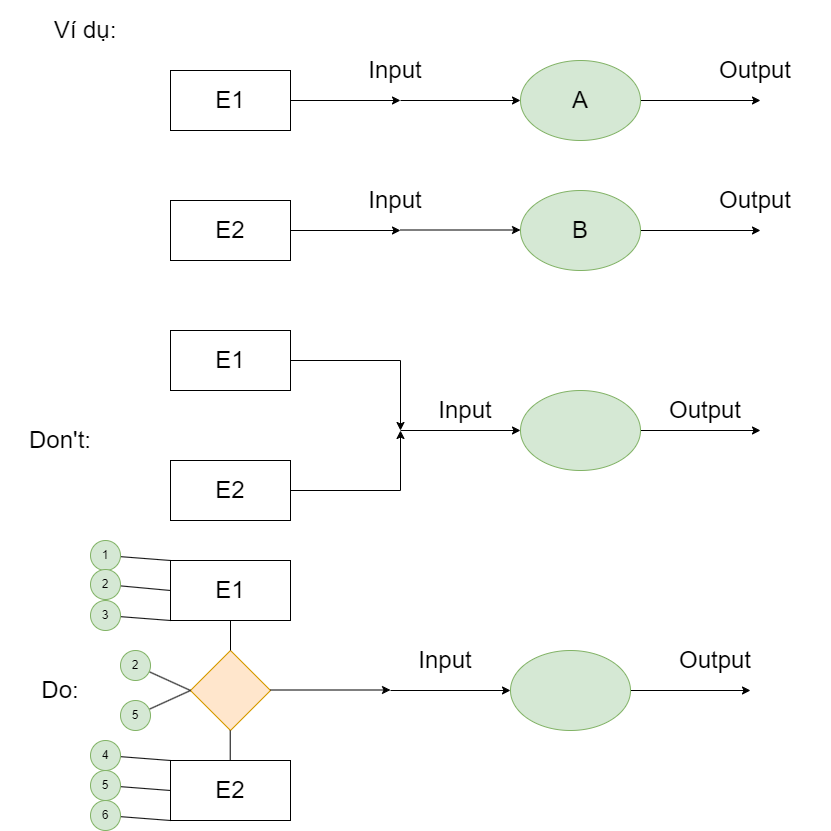 Ví dụ:
Input
Output
E1
A
Input
Output
E2
B
E1
Input
Output
Don't:
E2
1
2
E1
3
2
Input
Output
Do:
5
4
5
E2
6